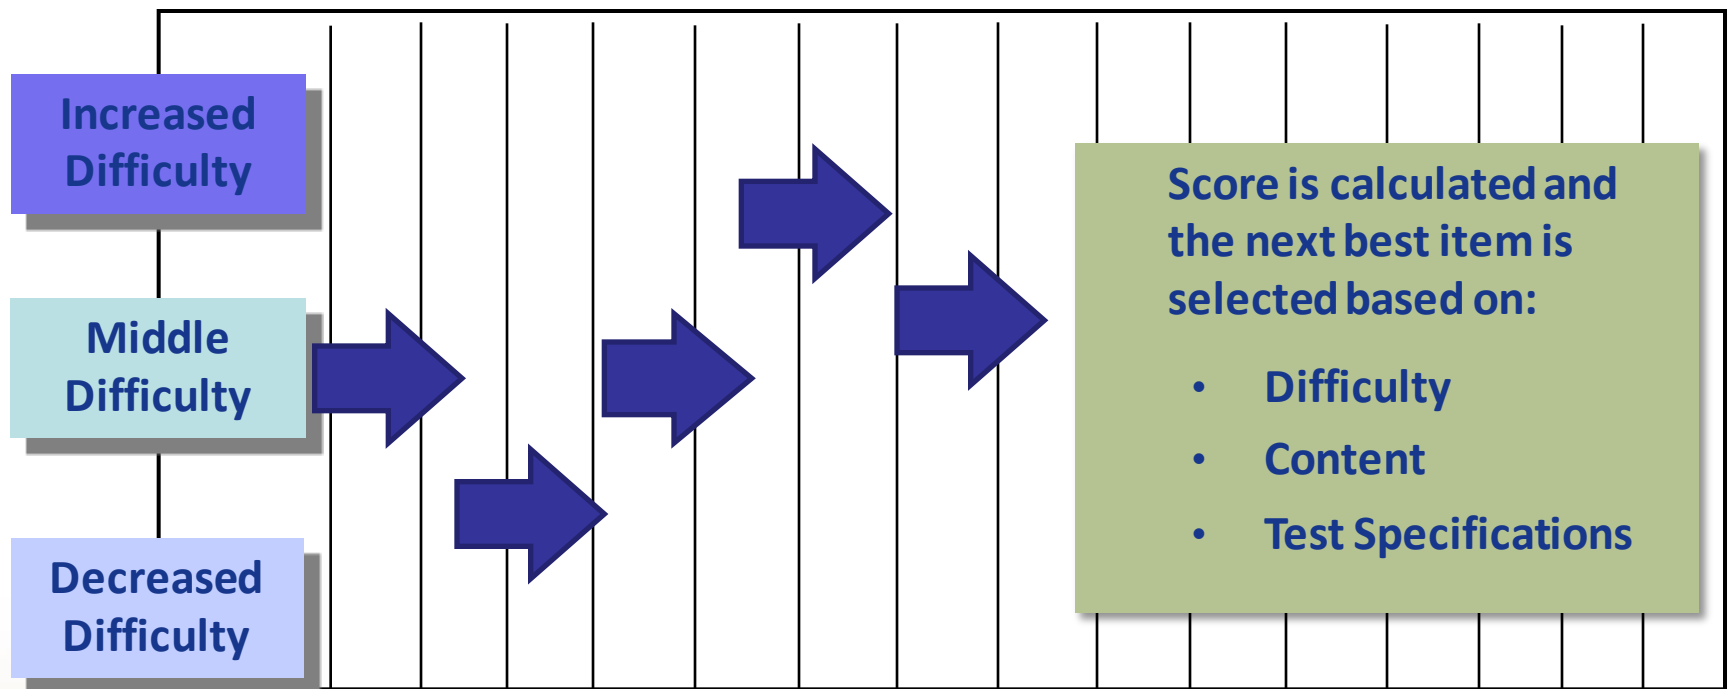 Increased
Difficulty
Middle
Difficulty
Decreased
Difficulty
Score is calculated and
the next best item is
selected based on:
• Difficulty
• Content
• Test Specifications